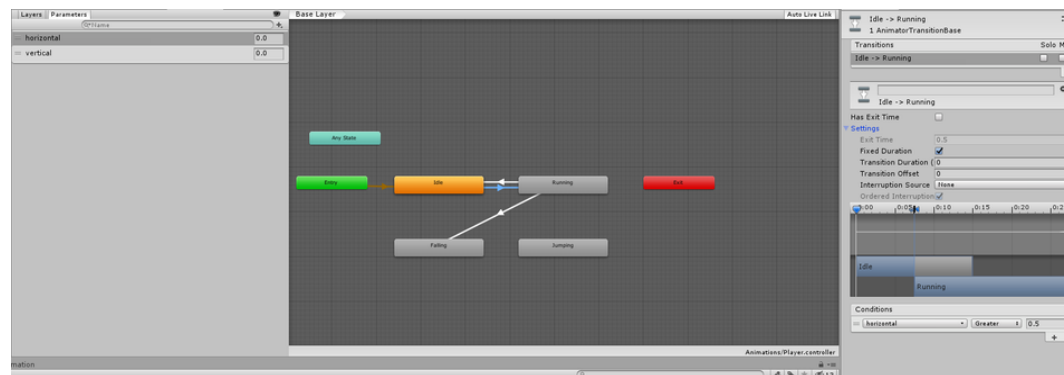 Layers Parameters
Name
horizontal 0.0
vertical 0.0
Base Layer Auto Live Link
Any State
Entry
Idle
Running
Exit
Falling
Jumping
Animations/Player.controller
mation
Idle -> Running
1 AnimatorTransitionBase
Transitions Solo M
Idle -> Running
Idle -> Running
Has Exit Time
Settings
Exit Time 0.5
Fixed Duration
Transition Duration ( 0
Transition Offset 0
Interruption Source None
Ordered Interruption
0:00 0:05 0:10 0:15 0:20 0:2
Idle
Running
Conditions
horizontal Greater 0.5